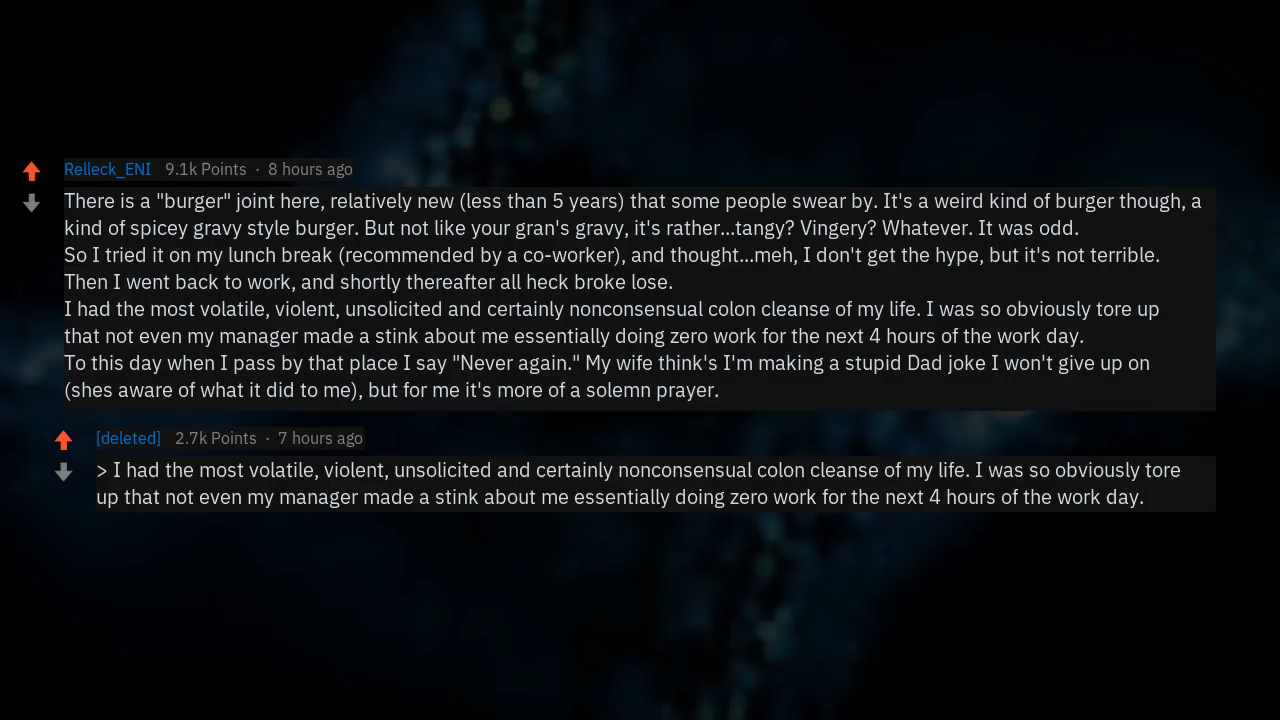 Relleck_ENI 9.1k Points · 8 hours ago
There is a "burger" joint here, relatively new (less than 5 years) that some people swear by. It's a weird kind of burger though, a
kind of spicey gravy style burger. But not like your gran's gravy, it's rather...tangy? Vingery? Whatever. It was odd.
So I tried it on my lunch break (recommended by a co-worker), and thought...meh, I don't get the hype, but it's not terrible.
Then I went back to work, and shortly thereafter all heck broke lose.
I had the most volatile, violent, unsolicited and certainly nonconsensual colon cleanse of my life. I was so obviously tore up
that not even my manager made a stink about me essentially doing zero work for the next 4 hours of the work day.
To this day when I pass by that place I say "Never again." My wife think's I'm making a stupid Dad joke I won't give up on
(shes aware of what it did to me), but for me it's more of a solemn prayer.
[deleted] 2.7k Points · 7 hours ago
> I had the most volatile, violent, unsolicited and certainly nonconsensual colon cleanse of my life. I was so obviously tore
up that not even my manager made a stink about me essentially doing zero work for the next 4 hours of the work day.